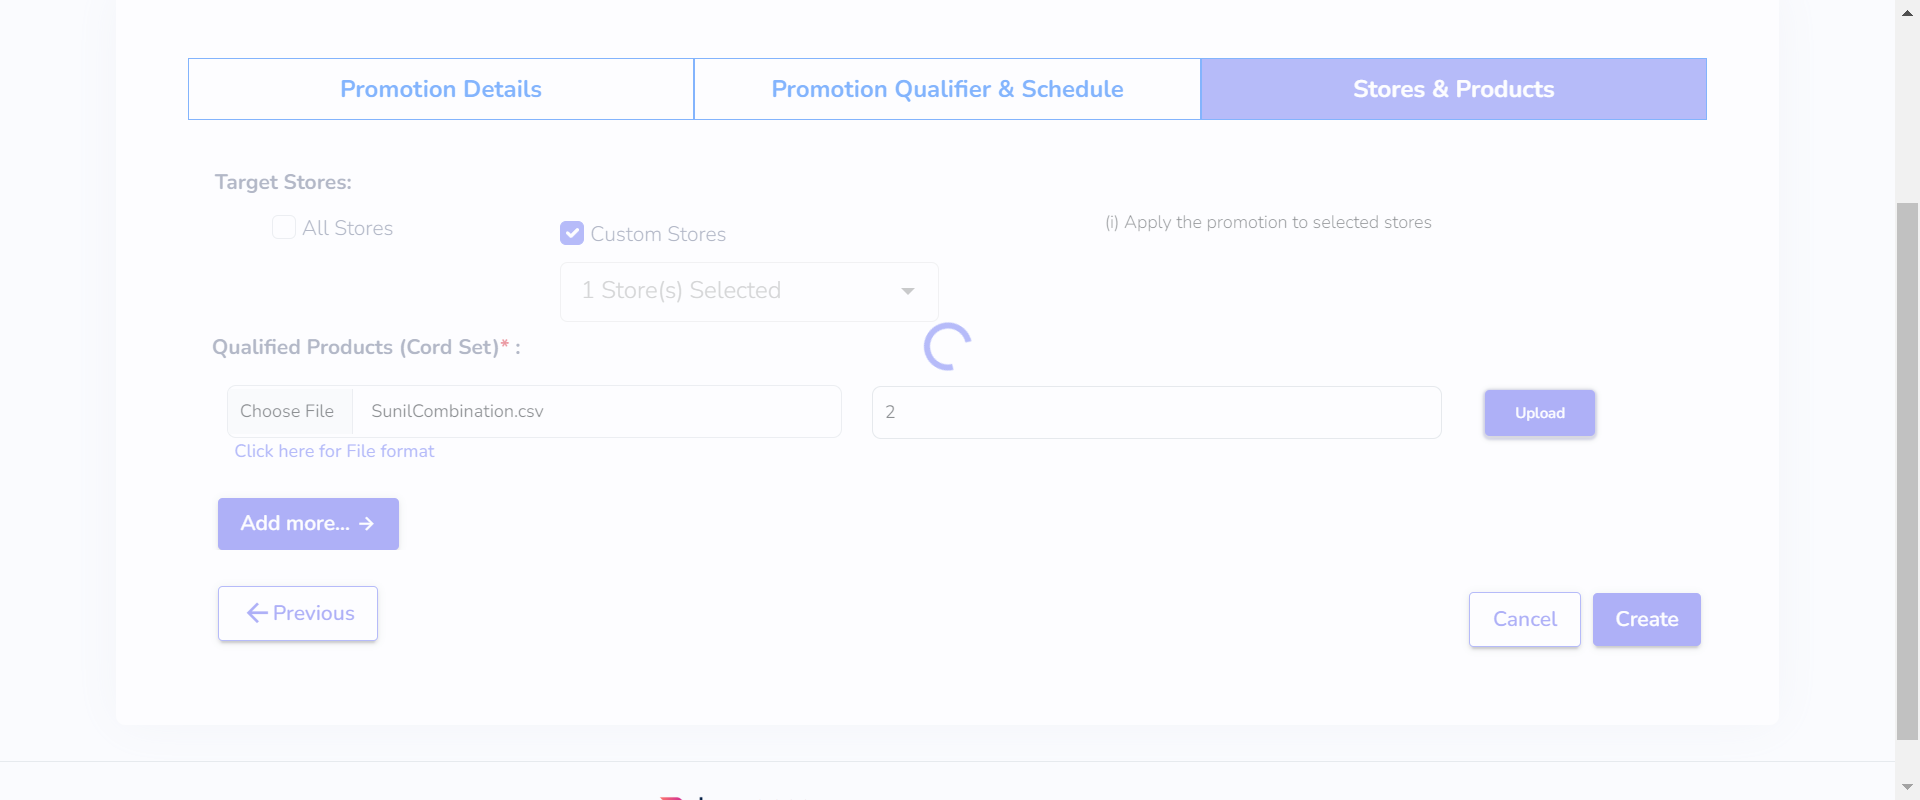 Promotion Details
Promotion Qualifier & Schedule
Stores & Products
Target Stores:
All Stores
Custom Stores
(i) Apply the promotion to selected stores
1 Store(s) Selected
Qualified Products (Cord Set)* :
Choose File
SunilCombination.csv
2
Upload
Click here for File format
Add more...
Previous
Cancel
Create